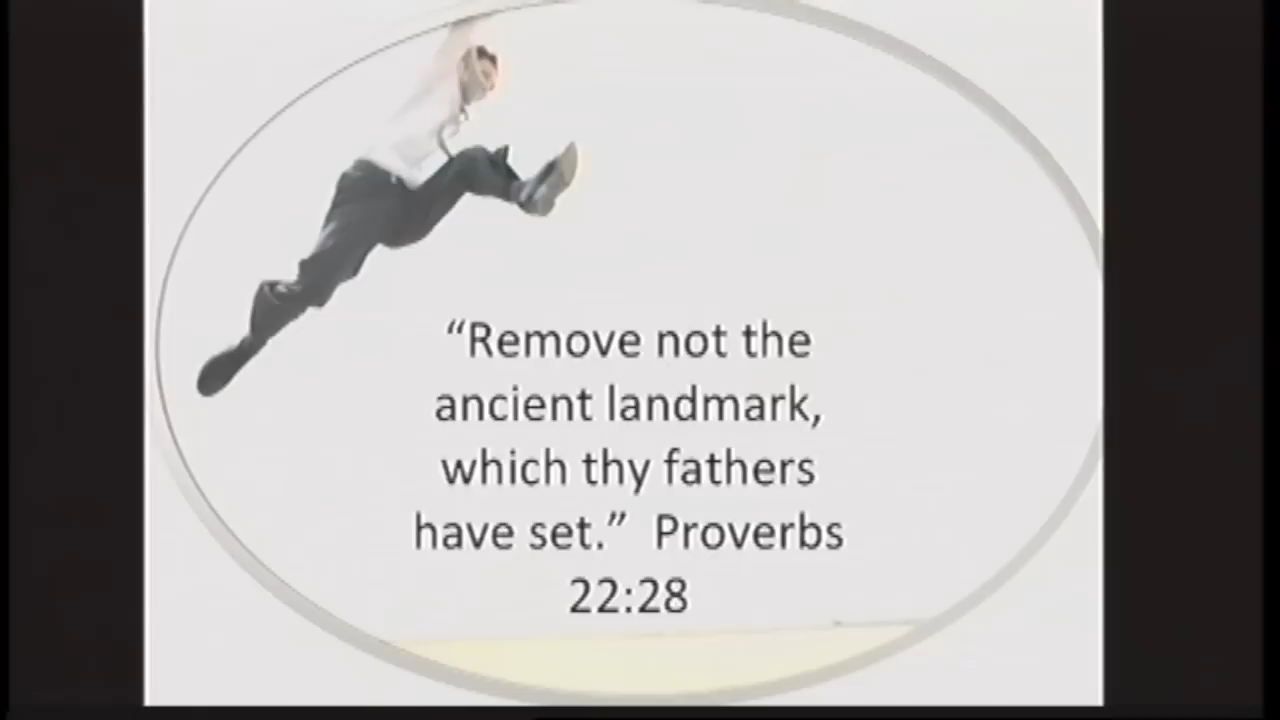 “Remove not the
ancient landmark,
which thy fathers
have set.”  Proverbs
22:28